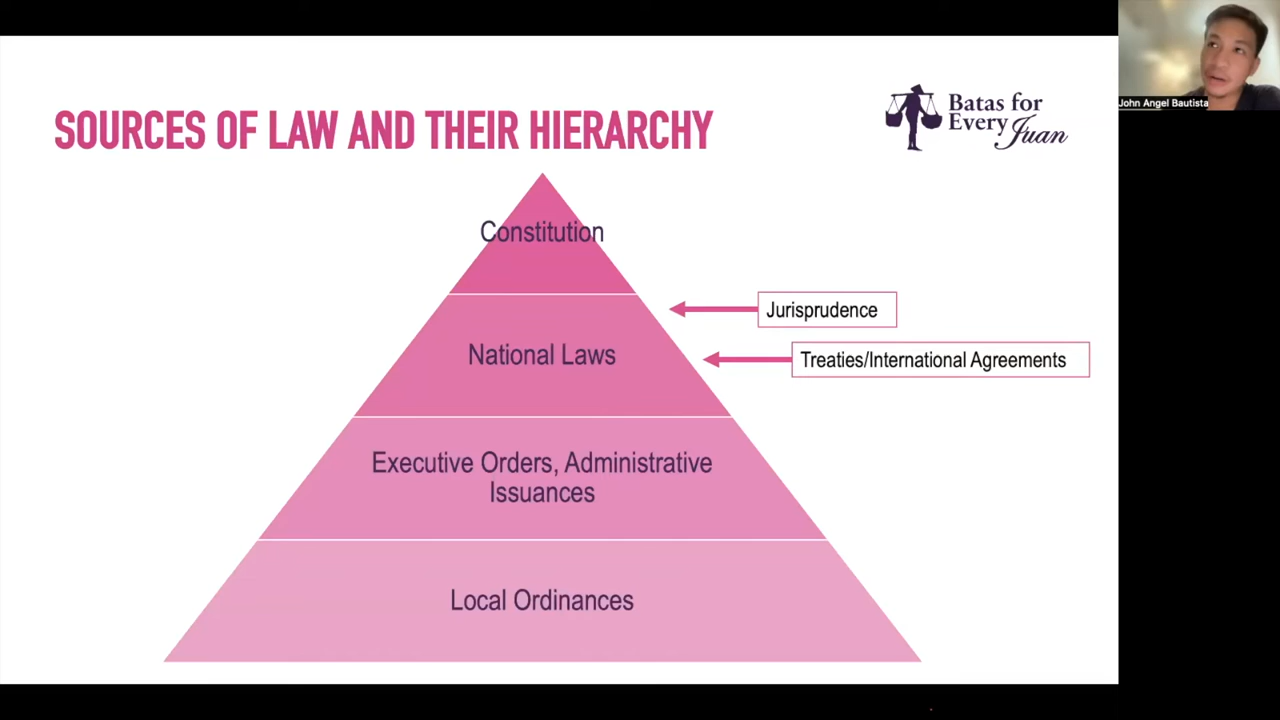 SOURCES OF LAW AND THEIR HIERARCHY
Batas for
Every Juan
John Angel Bautista
Constitution
Jurisprudence
National Laws
Treaties/International Agreements
Executive Orders, Administrative
Issuances
Local Ordinances